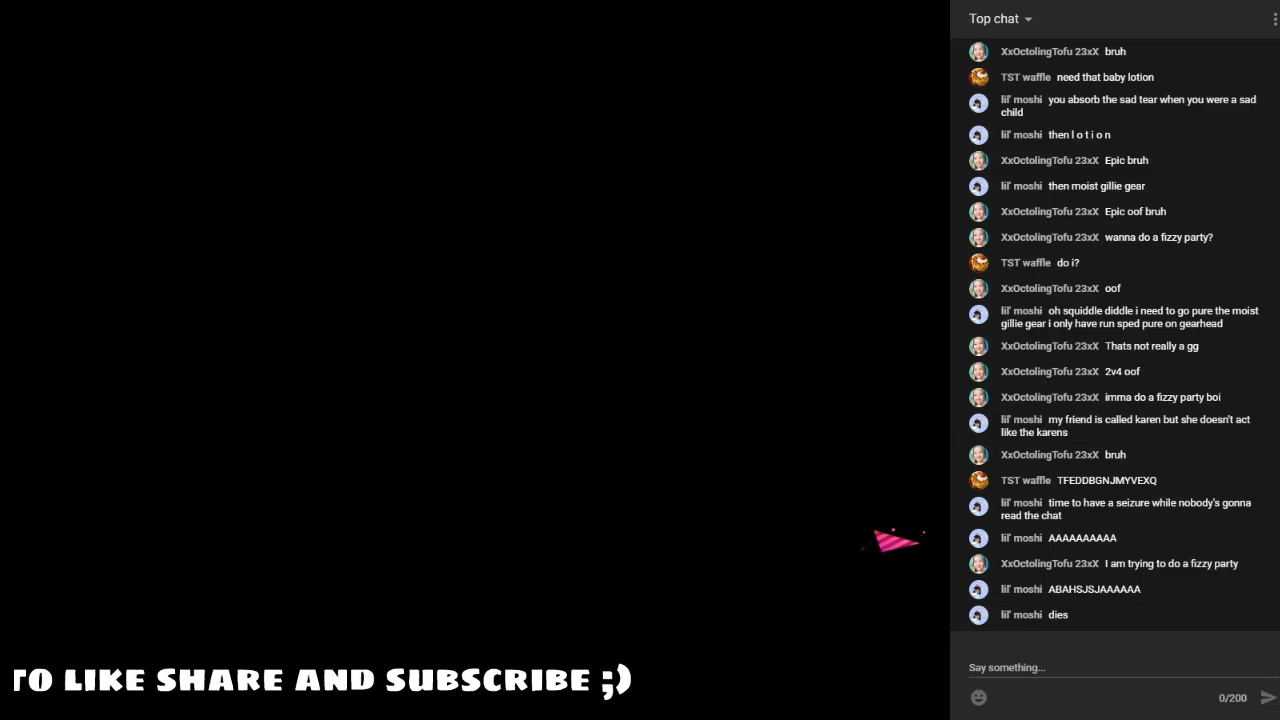 Top chat
XxOctolingTofu 23xX bruh
TST waffle need that baby lotion
lil' moshi you absorb the sad tear when you were a sad
child
lil' moshi then l o t i o n
XxOctolingTofu 23xX Epic bruh
lil' moshi then moist gillie gear
XxOctolingTofu 23xX Epic oof bruh
XxOctolingTofu 23xX wanna do a fizzy party?
TST waffle do i?
XxOctolingTofu 23xX oof
lil' moshi oh squiddle diddle i need to go pure the moist
gillie gear i only have run sped pure on gearhead
XxOctolingTofu 23xX Thats not really a gg
XxOctolingTofu 23xX 2v4 oof
XxOctolingTofu 23xX imma do a fizzy party boi
lil' moshi my friend is called karen but she doesn't act
like the karens
XxOctolingTofu 23xX bruh
TST waffle TFEDDBGNJMYVEXQ
lil' moshi time to have a seizure while nobody's gonna
read the chat
lil' moshi AAAAAAAAAA
XxOctolingTofu 23xX I am trying to do a fizzy party
lil' moshi ABAHSJSJAAAAAA
lil' moshi dies
TO LIKE SHARE AND SUBSCRIBE ;)
Say something...
0/200